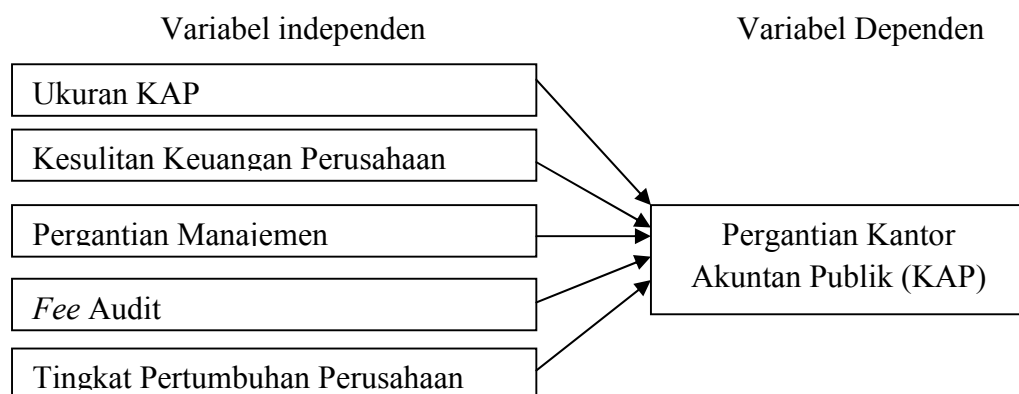 Variabel independen
Variabel Dependen
Ukuran KAP
Kesulitan Keuangan Perusahaan
Pergantian Manajemen
Fee Audit
Tingkat Pertumbuhan Perusahaan
Pergantian Kantor
Akuntan Publik (KAP)